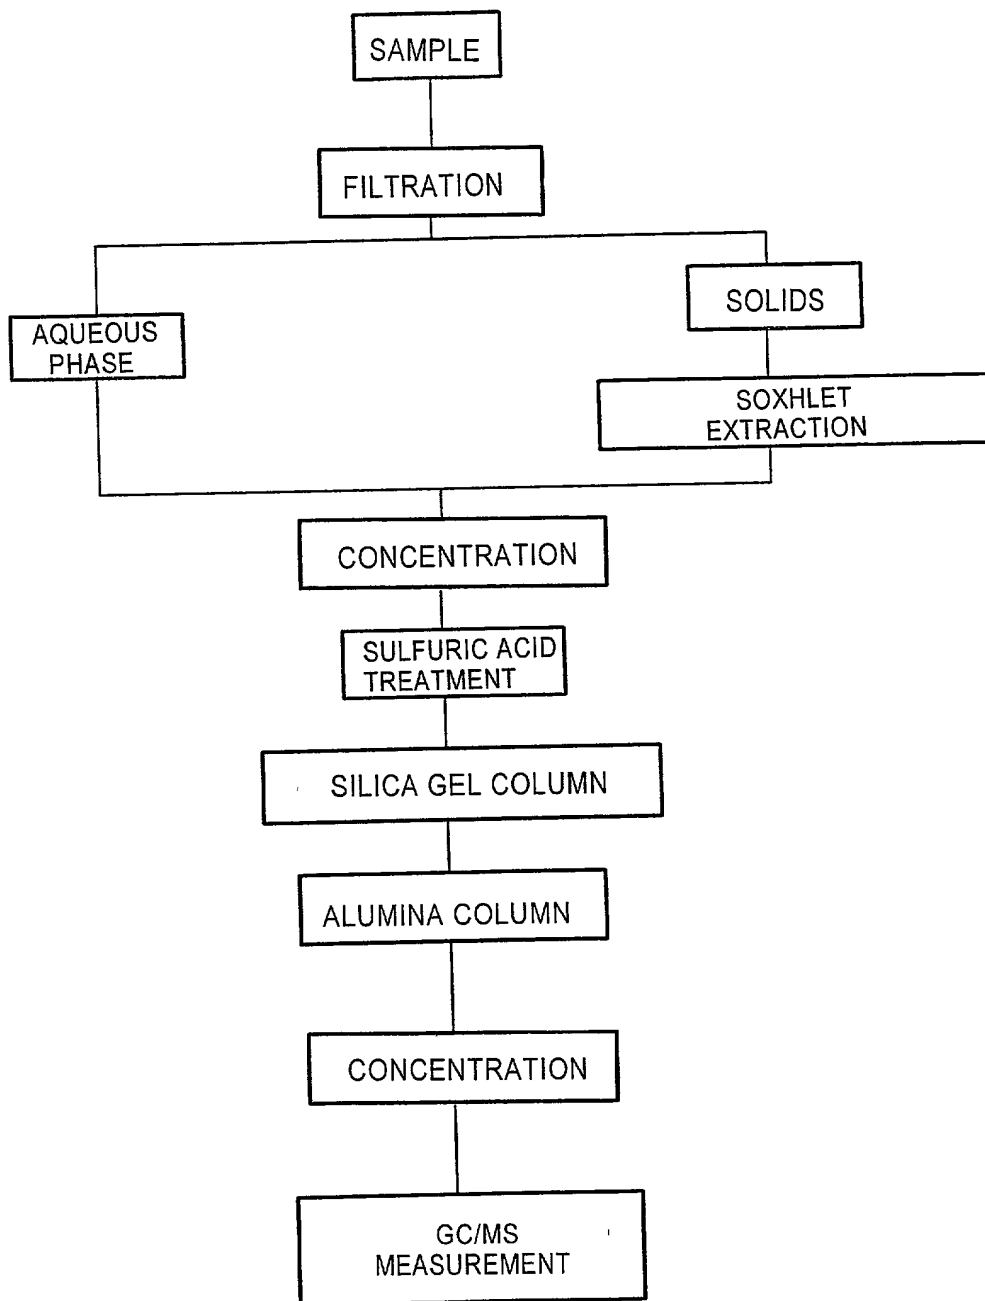 SAMPLE
FILTRATION
AQUEOUS
PHASE
SOLIDS
SOXHLET
EXTRACTION
CONCENTRATION
SULFURIC ACID
TREATMENT
SILICA GEL COLUMN
ALUMINA COLUMN
CONCENTRATION
GC/MS
MEASUREMENT